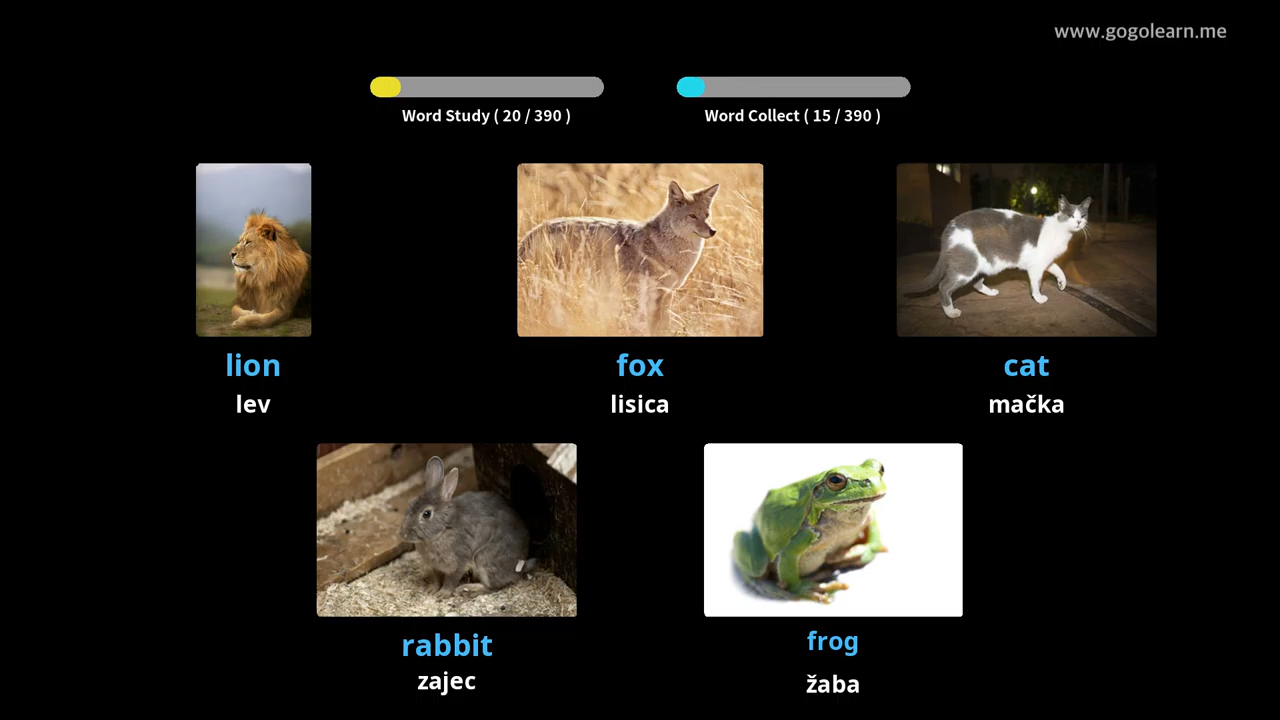 www.gogolearn.me
Word Study ( 20 / 390 )
Word Collect ( 15 / 390 )
lion
lev
fox
lisica
cat
mačka
rabbit
zajec
frog
žaba